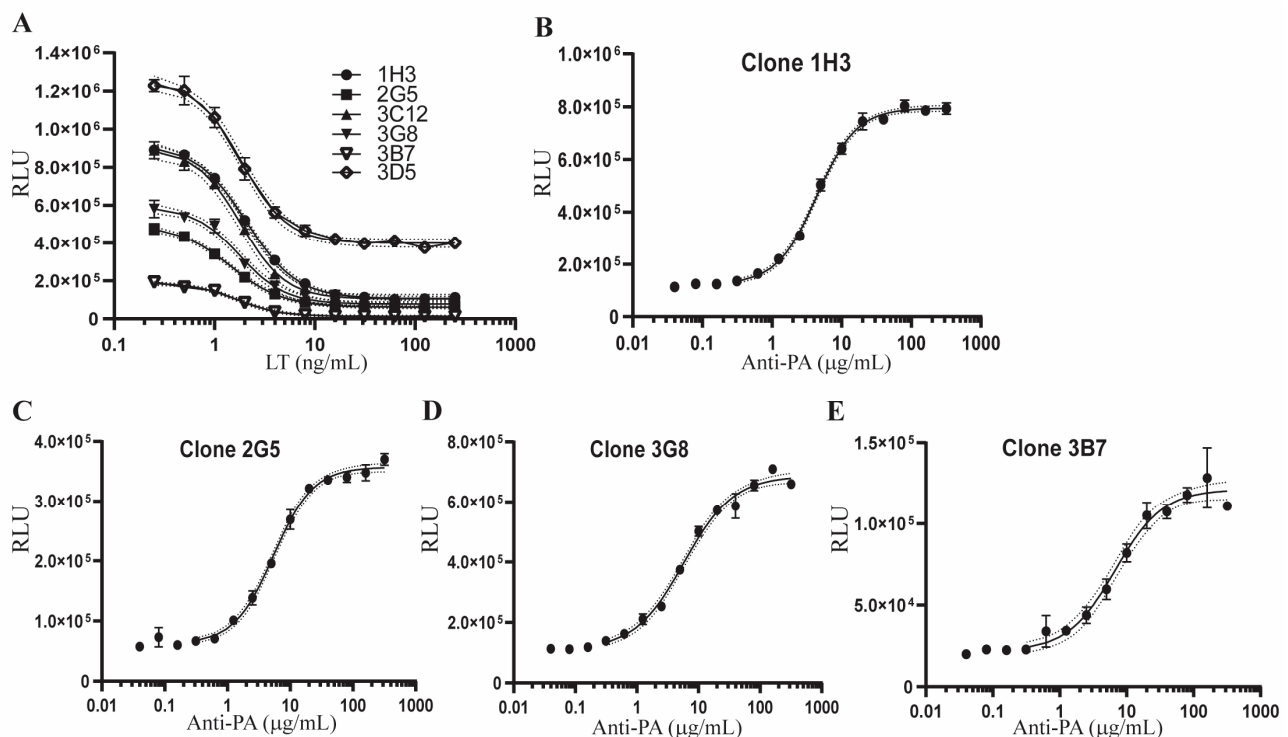 A
1.4×10⁶
1.2×10⁶
1.0×10⁶
8.0×10⁵
6.0×10⁵
4.0×10⁵
2.0×10⁵
0
RLU
0.1 1 10 100 1000
LT (ng/mL)
1H3
2G5
3C12
3G8
3B7
3D5
B
Clone 1H3
1.0×10⁶
8.0×10⁵
6.0×10⁵
4.0×10⁵
2.0×10⁵
0
RLU
0.01 0.1 1 10 100 1000
Anti-PA (μg/mL)
C
Clone 2G5
4.0×10⁵
3.0×10⁵
2.0×10⁵
1.0×10⁵
0
RLU
0.01 0.1 1 10 100 1000
Anti-PA (μg/mL)
D
Clone 3G8
8.0×10⁵
6.0×10⁵
4.0×10⁵
2.0×10⁵
0
RLU
0.01 0.1 1 10 100 1000
Anti-PA (μg/mL)
E
Clone 3B7
1.5×10⁵
1.0×10⁵
5.0×10⁴
0
RLU
0.01 0.1 1 10 100 1000
Anti-PA (μg/mL)